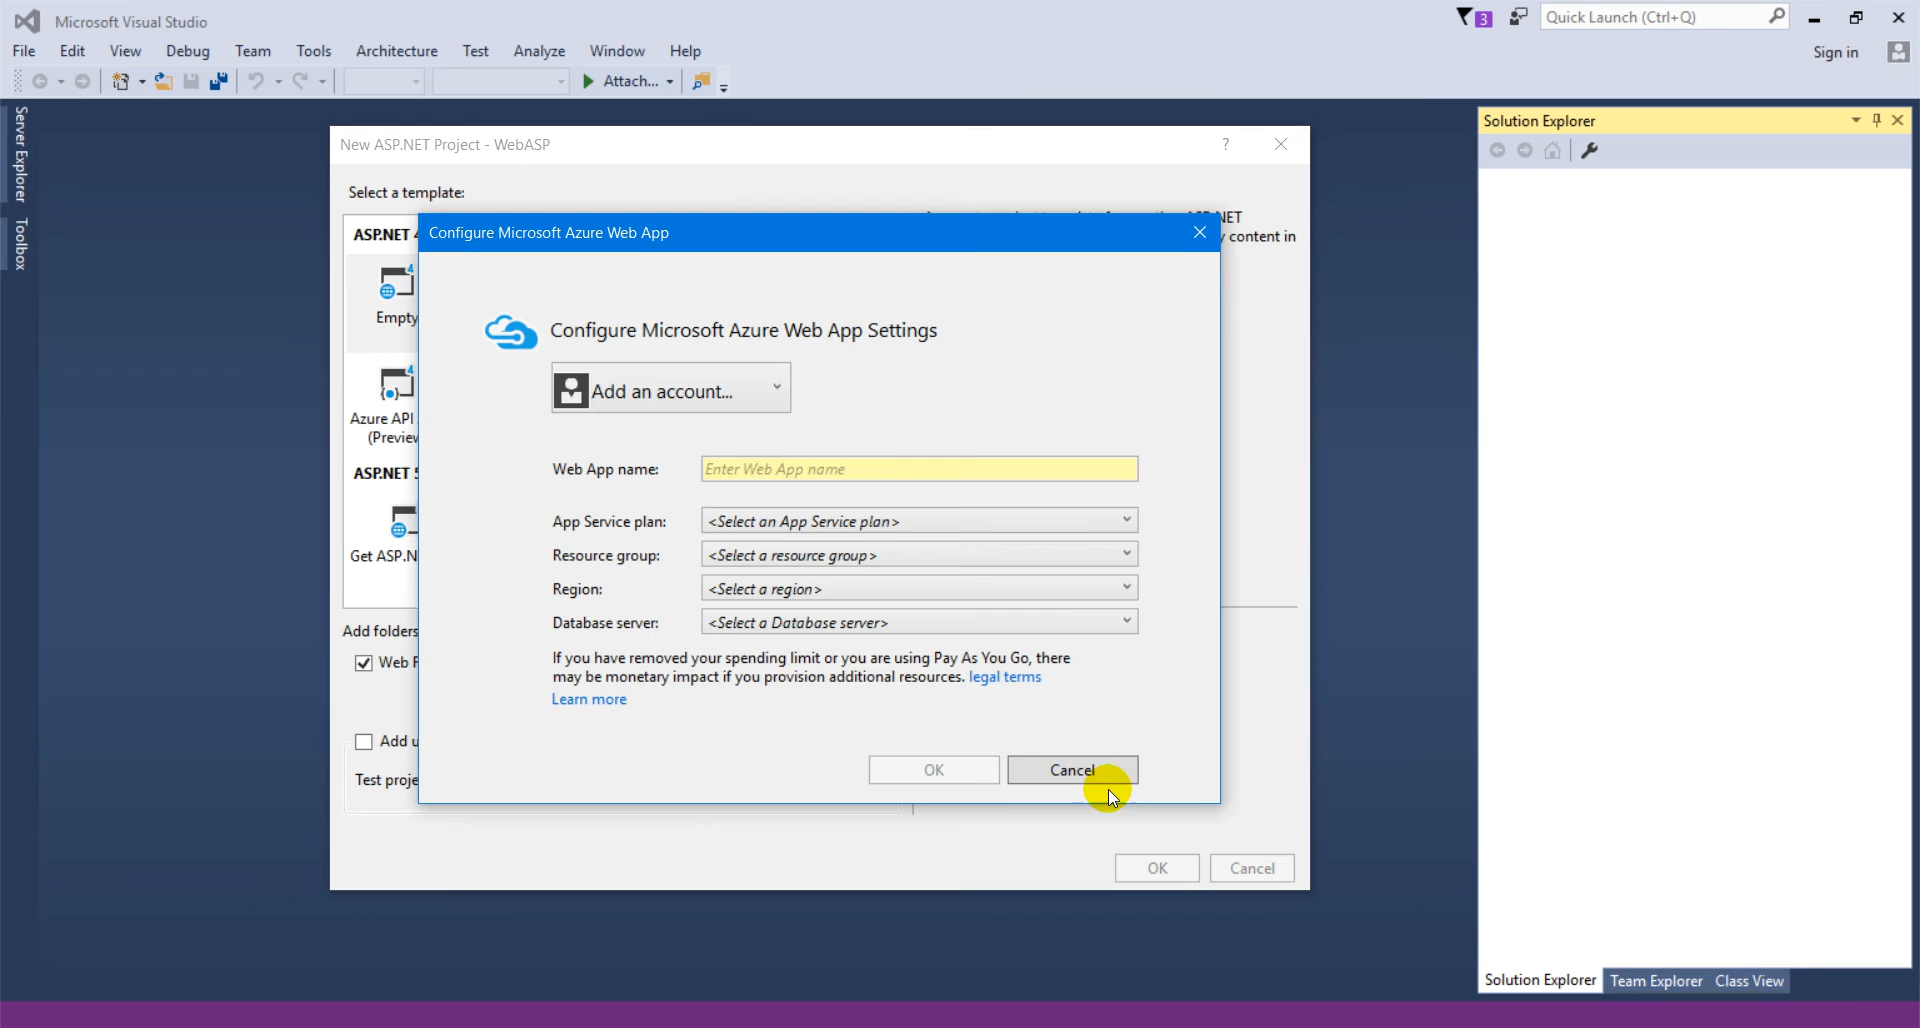 Microsoft Visual Studio
3
Quick Launch (Ctrl+Q)
File Edit View Debug Team Tools Architecture Test Analyze Window Help
Sign in
Attach...
Server Explorer
Toolbox
Solution Explorer
New ASP.NET Project - WebASP
?
Select a template:
ASP.NET 4
content in
Configure Microsoft Azure Web App
4
Empty
Configure Microsoft Azure Web App Settings
4
Add an account...
Azure API
(Preview
ASP.NET 5
Web App name: Enter Web App name
App Service plan: <Select an App Service plan>
Get ASP.N
Resource group: <Select a resource group>
Region: <Select a region>
Database server: <Select a Database server>
Add folders
Web F
If you have removed your spending limit or you are using Pay As You Go, there
may be monetary impact if you provision additional resources. legal terms
Learn more
Add u
Test proje
OK Cancel
OK Cancel
Solution Explorer Team Explorer Class View